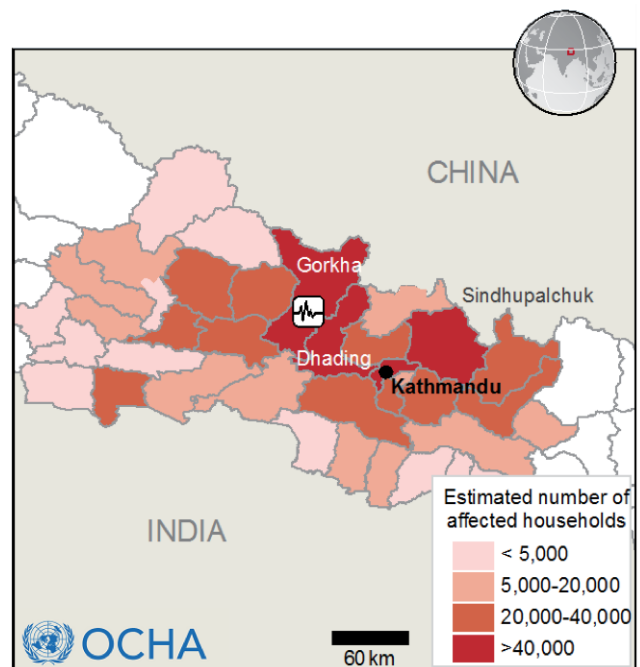 CHINA
Gorkha
Sindhupalchuk
Dhading
Kathmandu
INDIA
Estimated number of
affected households
< 5,000
5,000-20,000
20,000-40,000
>40,000
OCHA
60 km